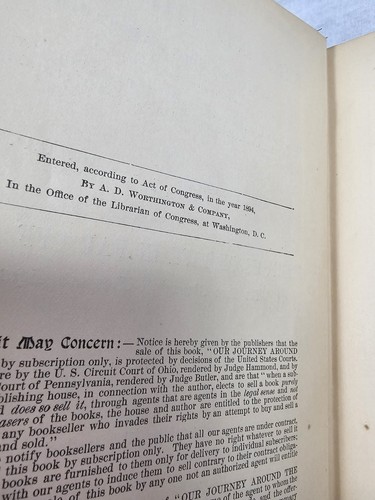 Entered, according to Act of Congress, in the year 1894,
By A. D. Worthington & Company,
In the Office of the Librarian of Congress, at Washington, D. C.
it May Concern: — Notice is hereby given by the publishers that the
sale of this book, "OUR JOURNEY AROUND
by subscription only, is protected by decisions of the United States Courts.
re by the U. S. Circuit Court of Ohio, rendered by Judge Hammond, and by
Court of Pennsylvania, rendered by Judge Butler, and are that "when a sub-
blishing house, in connection with the author, elects to sell a book purely
d does so sell it, through agents that are agents in the legal sense and not
asers of the books, the house and author are entitled to the protection of
any bookseller who invades their rights by an attempt to buy and sell a
and sold."
notify booksellers and the public that all our agents are under contract,
this book by subscription only. They have no right whatever to sell it
books are furnished to them only for delivery to individual subscribers;
with our agents to induce them to sell contrary to their contract obliga-
sale of this book by any one not an authorized agent will entitle
"OUR JOURNEY AROUND THE
the agent to whom the
and the offer